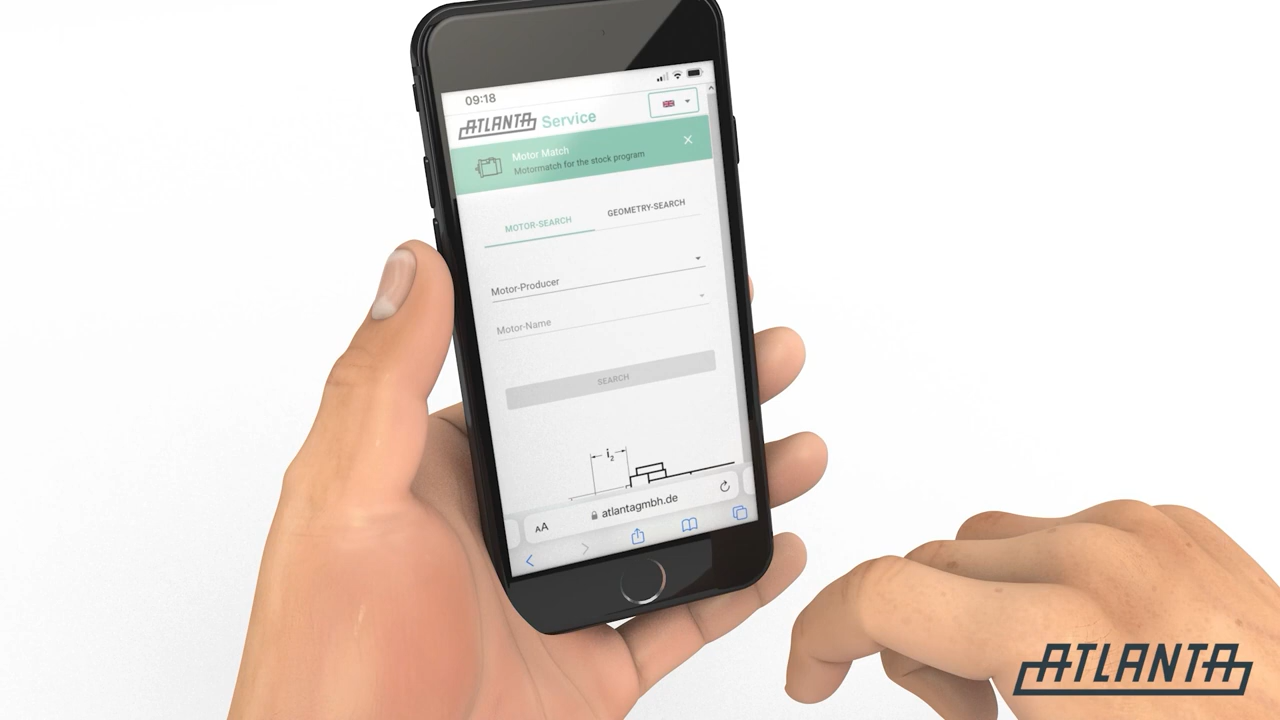 09:18
ATLANTA Service
Motor Match
Motormatch for the stock program
MOTOR-SEARCH
GEOMETRY-SEARCH
Motor-Producer
Motor-Name
SEARCH
i2
AA
atlantagmbh.de
ATLANTA